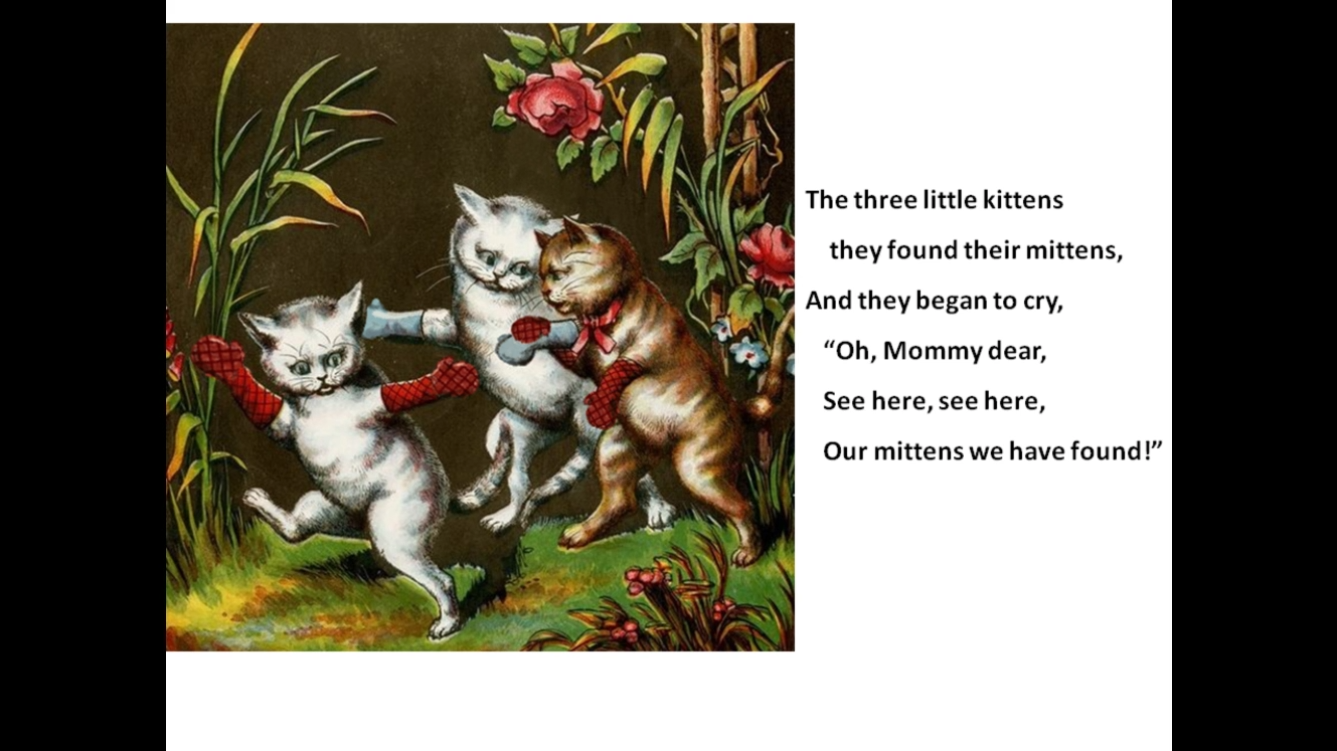 The three little kittens
they found their mittens,
And they began to cry,
“Oh, Mommy dear,
See here, see here,
Our mittens we have found!”